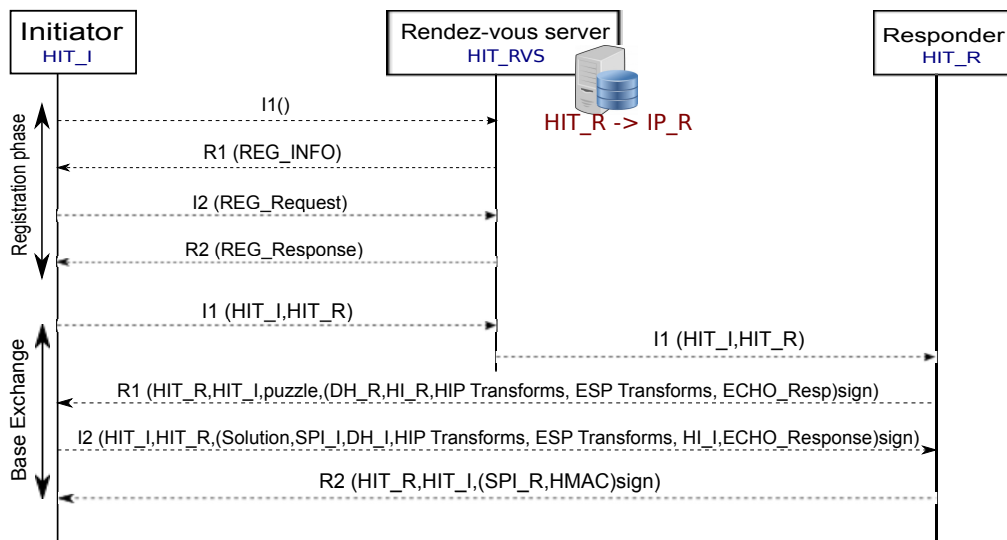 Initiator
HIT_I
Rendez-vous server
HIT_RVS
Responder
HIT_R
HIT_R -> IP_R
Registration phase
I1()
R1 (REG_INFO)
I2 (REG_Request)
R2 (REG_Response)
Base Exchange
I1 (HIT_I,HIT_R)
I1 (HIT_I,HIT_R)
R1 (HIT_R,HIT_I,puzzle,(DH_R,HI_R,HIP Transforms, ESP Transforms, ECHO_Resp)sign)
I2 (HIT_I,HIT_R,(Solution,SPI_I,DH_I,HIP Transforms, ESP Transforms, HI_I,ECHO_Response)sign)
R2 (HIT_R,HIT_I,(SPI_R,HMAC)sign)